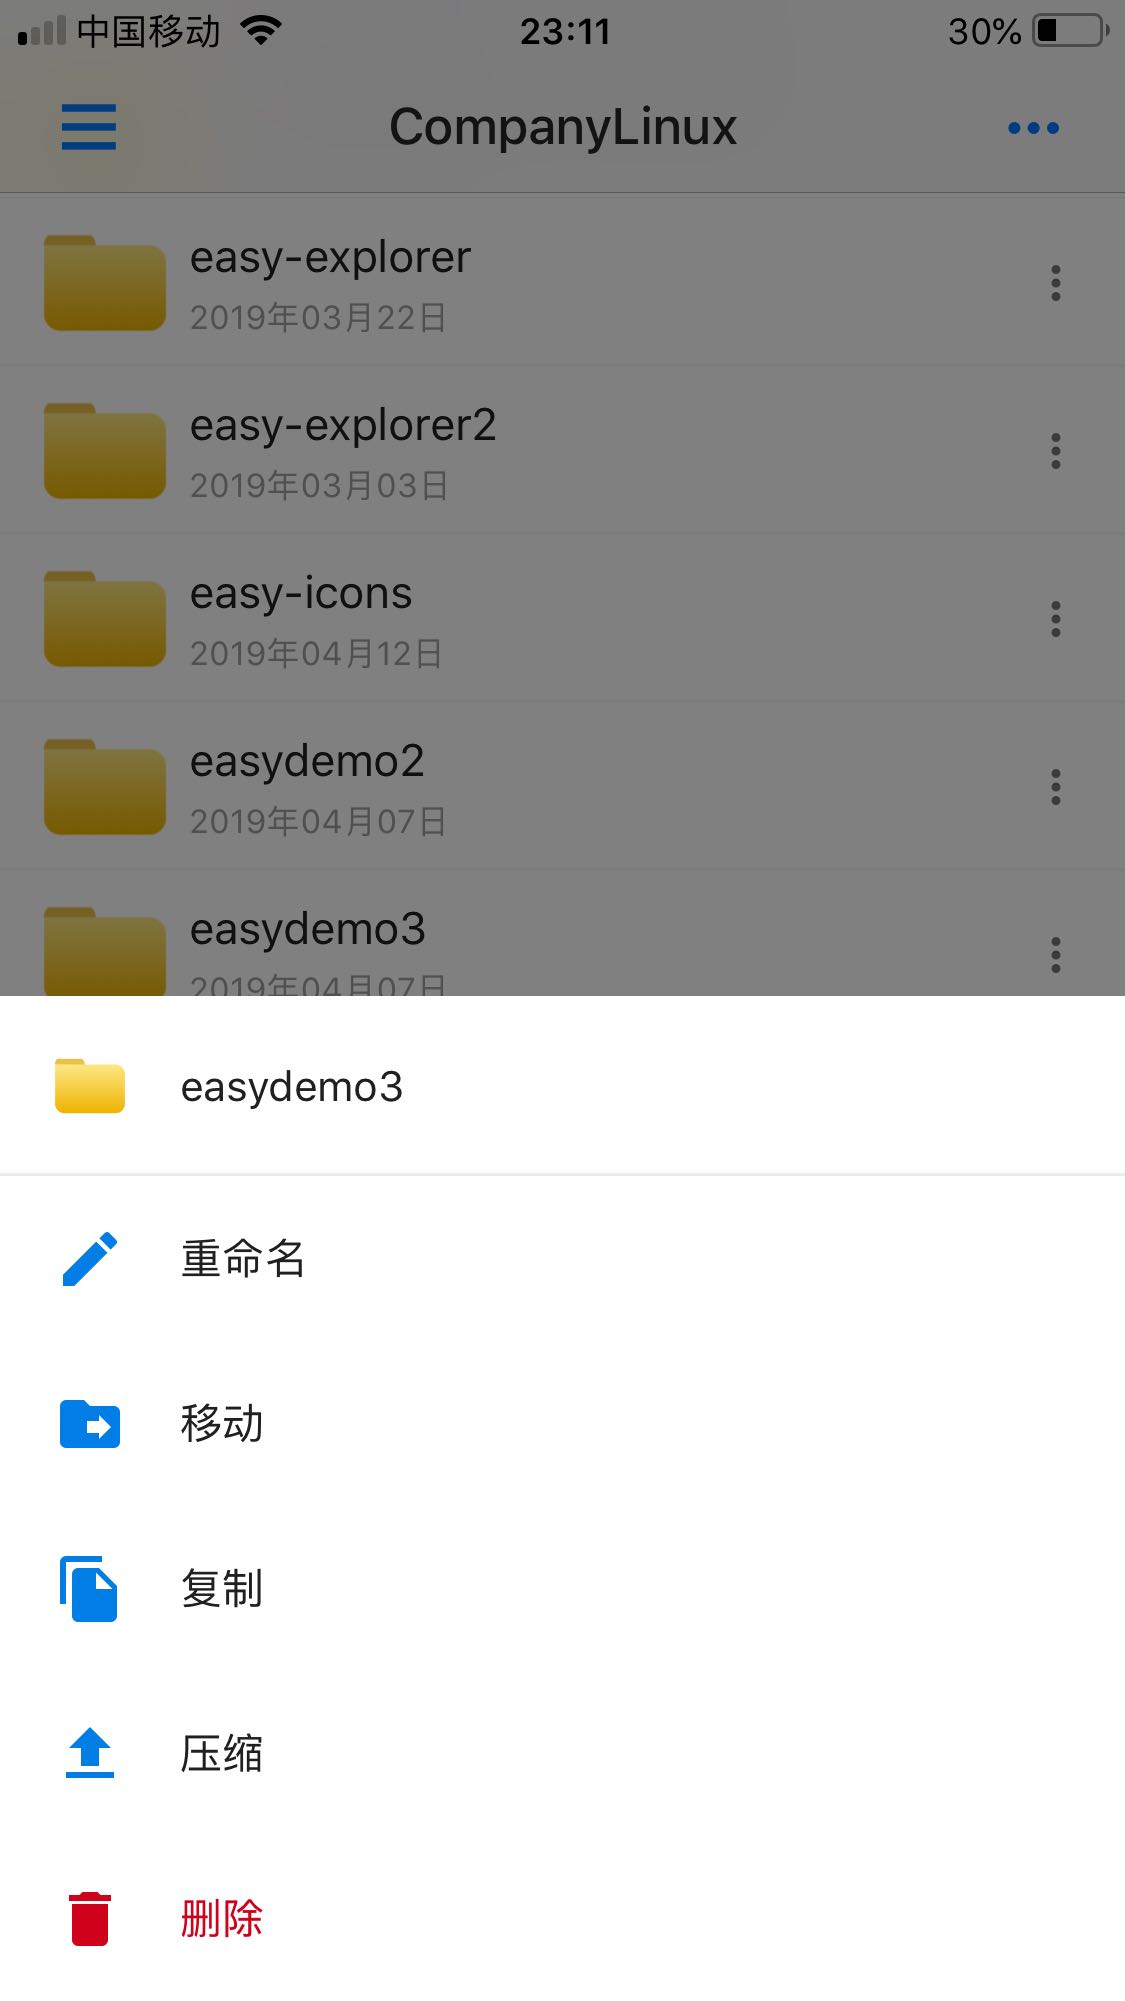 中国移动 23:11 30%
CompanyLinux
easy-explorer
2019年03月22日
easy-explorer2
2019年03月03日
easy-icons
2019年04月12日
easydemo2
2019年04月07日
easydemo3
2019年04月07日
easydemo3
重命名
移动
复制
压缩
删除